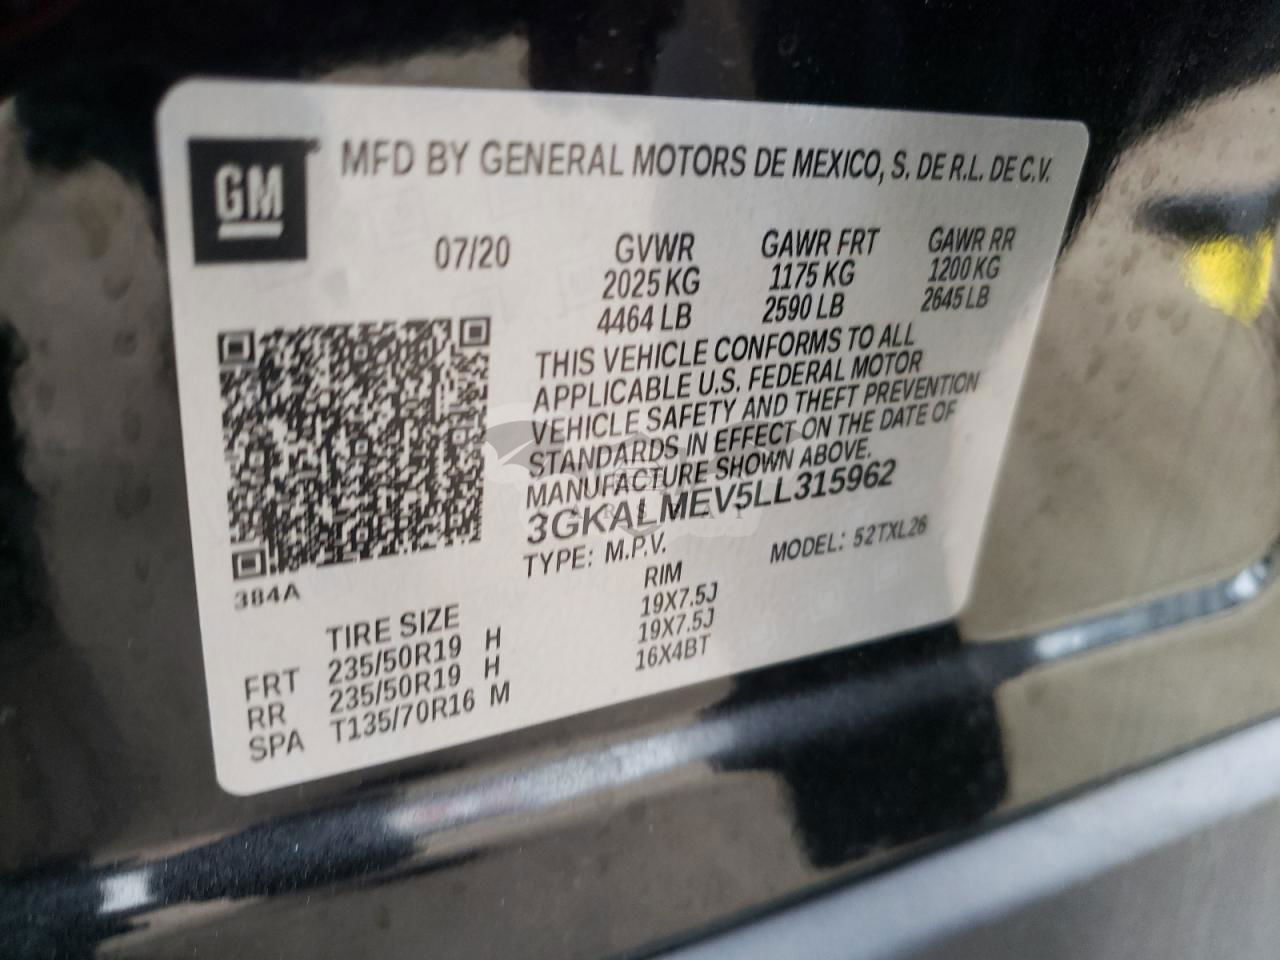 GM MFD BY GENERAL MOTORS DE MEXICO, S. DE R.L. DE C.V.
07/20 GVWR GAWR FRT GAWR RR
2025 KG 1175 KG 1200 KG
4464 LB 2590 LB 2645 LB
THIS VEHICLE CONFORMS TO ALL
APPLICABLE U.S. FEDERAL MOTOR
VEHICLE SAFETY AND THEFT PREVENTION
STANDARDS IN EFFECT ON THE DATE OF
MANUFACTURE SHOWN ABOVE.
3GKALMEV5LL315962
TYPE: M.P.V. MODEL: 52TXL26
384A
TIRE SIZE RIM
FRT 235/50R19 H 19X7.5J
RR 235/50R19 H 19X7.5J
SPA T135/70R16 M 16X4BT